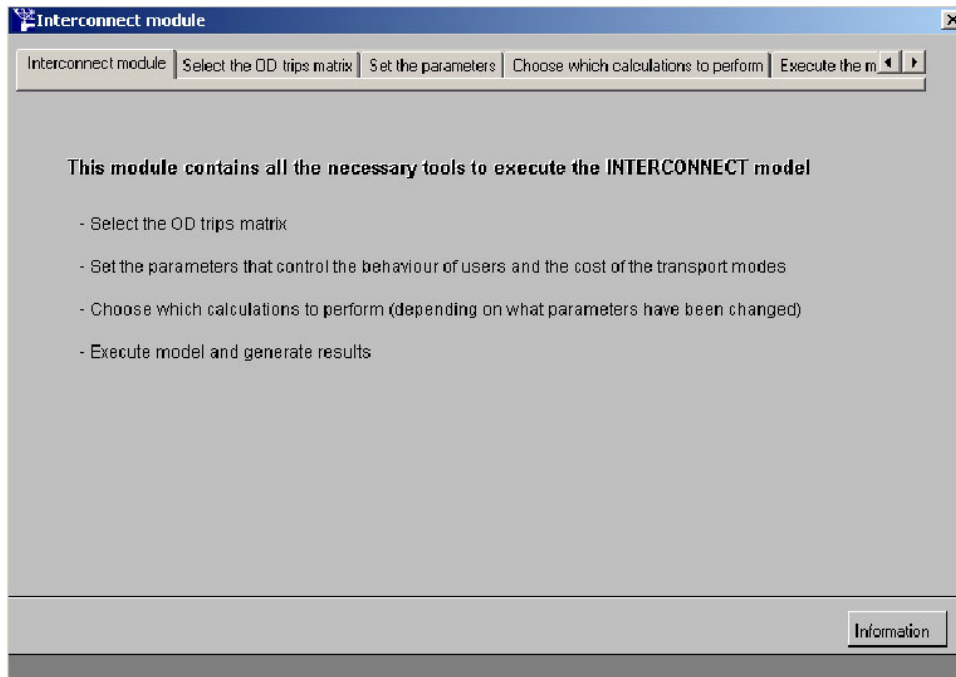 Interconnect module
Interconnect module Select the OD trips matrix Set the parameters Choose which calculations to perform Execute the m
This module contains all the necessary tools to execute the INTERCONNECT model
- Select the OD trips matrix
- Set the parameters that control the behaviour of users and the cost of the transport modes
- Choose which calculations to perform (depending on what parameters have been changed)
- Execute model and generate results
Information